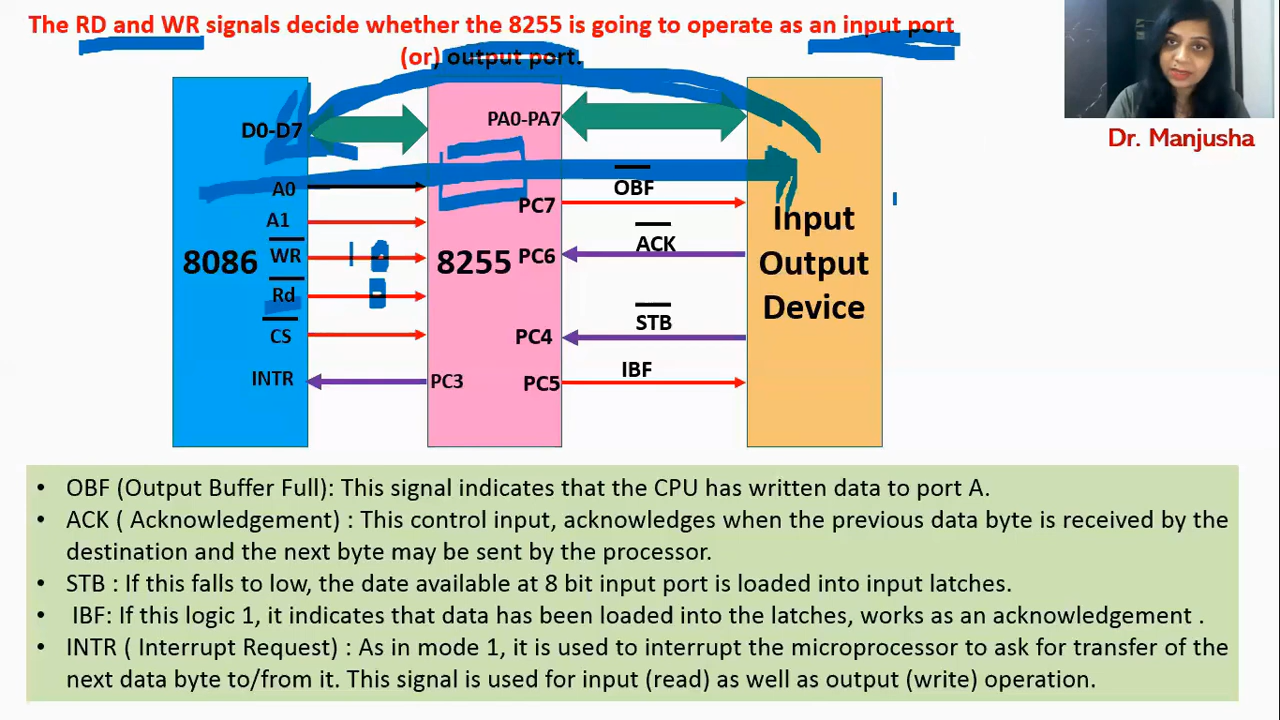 The RD and WR signals decide whether the 8255 is going to operate as an input port
(or) output port.
Dr. Manjusha
D0-D7
PA0-PA7
A0
OBF
PC7
A1
WR
ACK
PC6
8086
8255
Input
Output
Device
Rd
CS
STB
PC4
INTR
PC3
IBF
PC5
• OBF (Output Buffer Full): This signal indicates that the CPU has written data to port A.
• ACK ( Acknowledgement) : This control input, acknowledges when the previous data byte is received by the
destination and the next byte may be sent by the processor.
• STB : If this falls to low, the date available at 8 bit input port is loaded into input latches.
• IBF: If this logic 1, it indicates that data has been loaded into the latches, works as an acknowledgement .
• INTR ( Interrupt Request) : As in mode 1, it is used to interrupt the microprocessor to ask for transfer of the
next data byte to/from it. This signal is used for input (read) as well as output (write) operation.